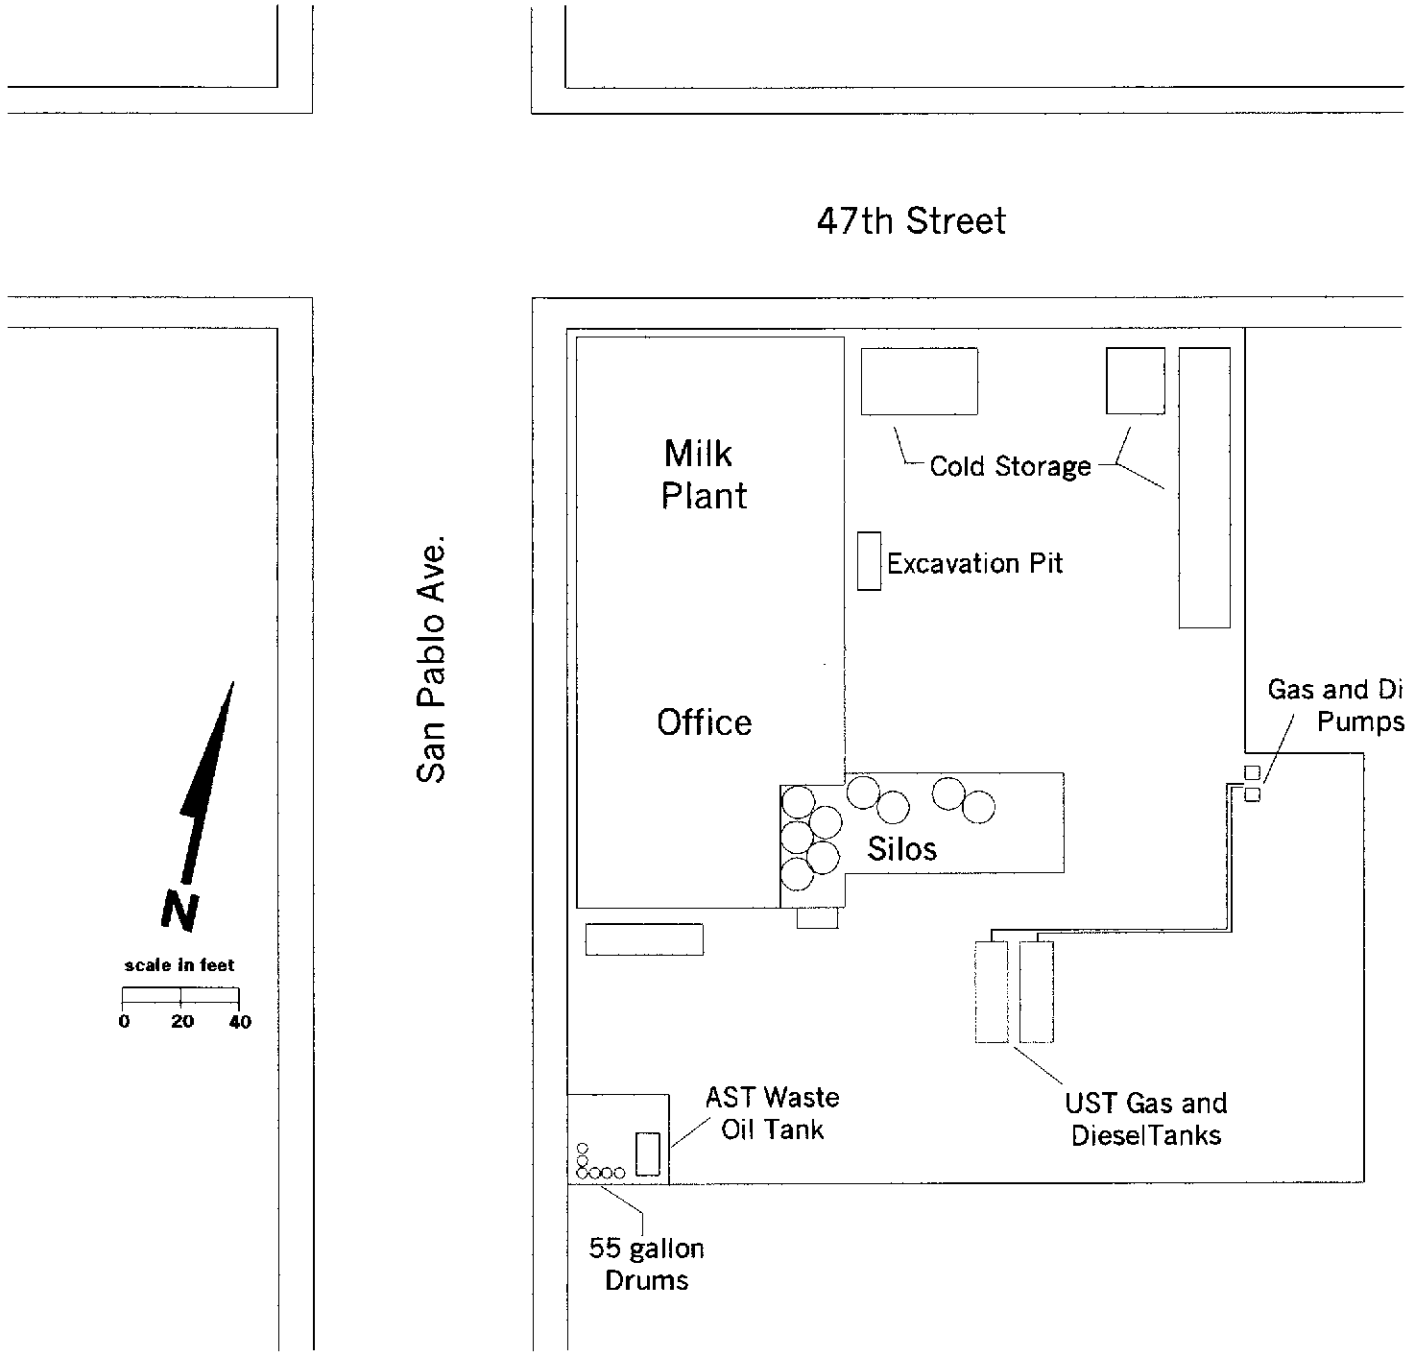 47th Street
Milk
Plant
Cold Storage
Excavation Pit
San Pablo Ave.
Gas and Di
Pumps
Office
Silos
N
scale in feet
0 20 40
AST Waste
Oil Tank
UST Gas and
DieselTanks
55 gallon
Drums